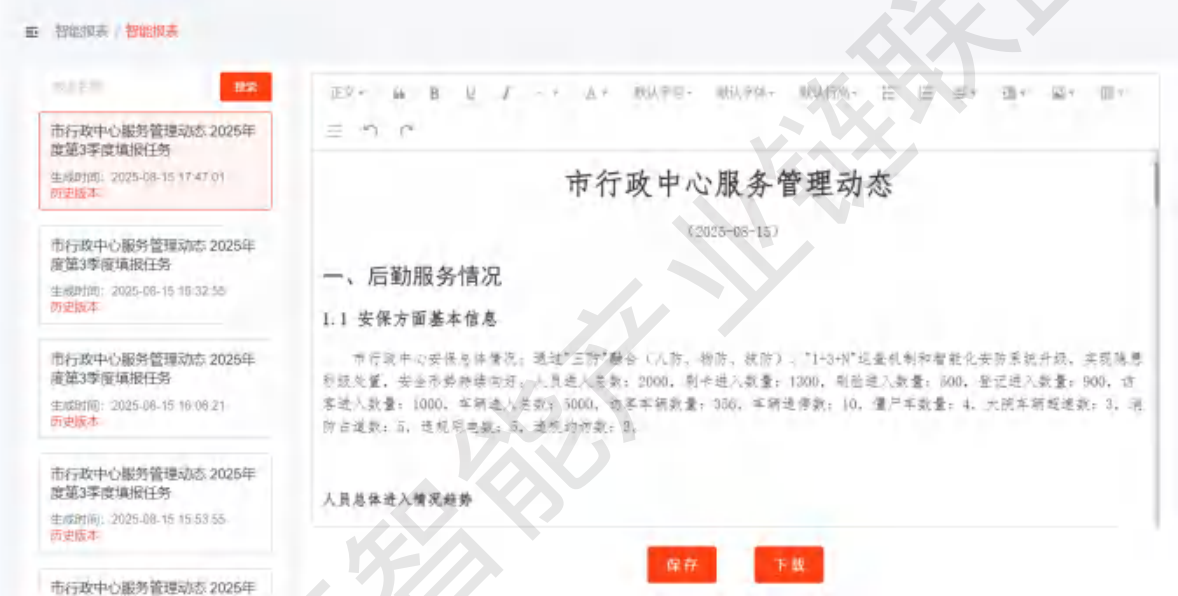 智能报表 / 智能报表
搜索
市行政中心服务管理动态 2025年
度第3季度填报任务
生成时间：2025-08-15 17:47:01
历史版本
市行政中心服务管理动态 2025年
度第3季度填报任务
生成时间：2025-08-15 16:32:55
历史版本
市行政中心服务管理动态 2025年
度第3季度填报任务
生成时间：2025-08-15 16:06:21
历史版本
市行政中心服务管理动态 2025年
度第3季度填报任务
生成时间：2025-08-15 15:53:55
历史版本
市行政中心服务管理动态 2025年
正文 B U I A 默认字号 默认字体 默认行高
市行政中心服务管理动态
（2025-08-15）
一、后勤服务情况
1.1 安保方面基本信息
市行政中心安保总体情况：通过"三防"融合（人防、物防、技防）、"1+3+N"运营机制和智能化安防系统升级，实现隐患
秒级处置，安全形势持续向好。人员进入总数：2000，刷卡进入数量：1300，刷脸进入数量：600，登记进入数量：900，访
客进入数量：1000，车辆进入总数：5000，访客车辆数量：356，车辆违停数：10，僵尸车数量：4，大院车辆超速数：3，消
防占道数：5，违规用电数：5，违规的访数：3。
人员总体进入情况趋势
保存
下载
智能产业链联